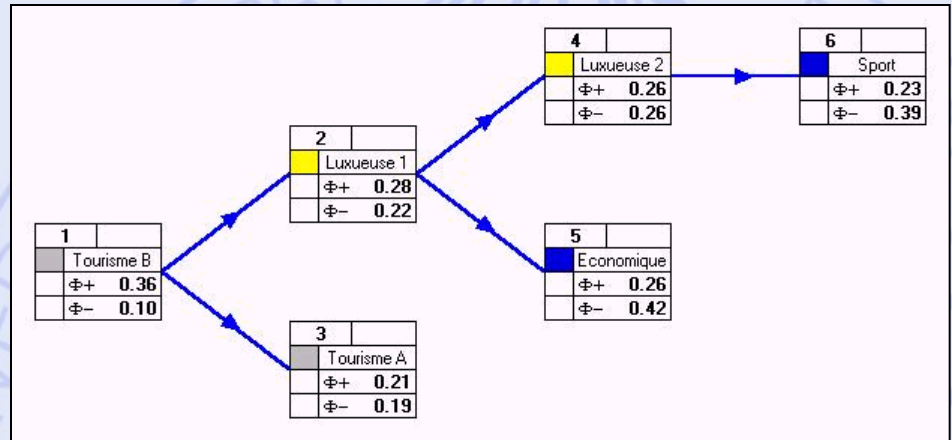 1
Tourisme B
Φ+ 0.36
Φ– 0.10
2
Luxueuse 1
Φ+ 0.28
Φ– 0.22
3
Tourisme A
Φ+ 0.21
Φ– 0.19
4
Luxueuse 2
Φ+ 0.26
Φ– 0.26
5
Economique
Φ+ 0.26
Φ– 0.42
6
Sport
Φ+ 0.23
Φ– 0.39